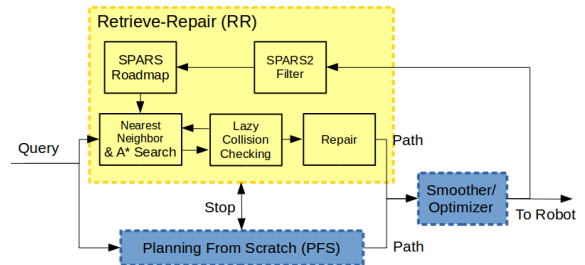 Retrieve-Repair (RR)
SPARS
Roadmap
SPARS2
Filter
Nearest
Neighbor
& A* Search
Lazy
Collision
Checking
Repair
Query
Path
Smoother/
Optimizer
To Robot
Stop
Planning From Scratch (PFS)
Path